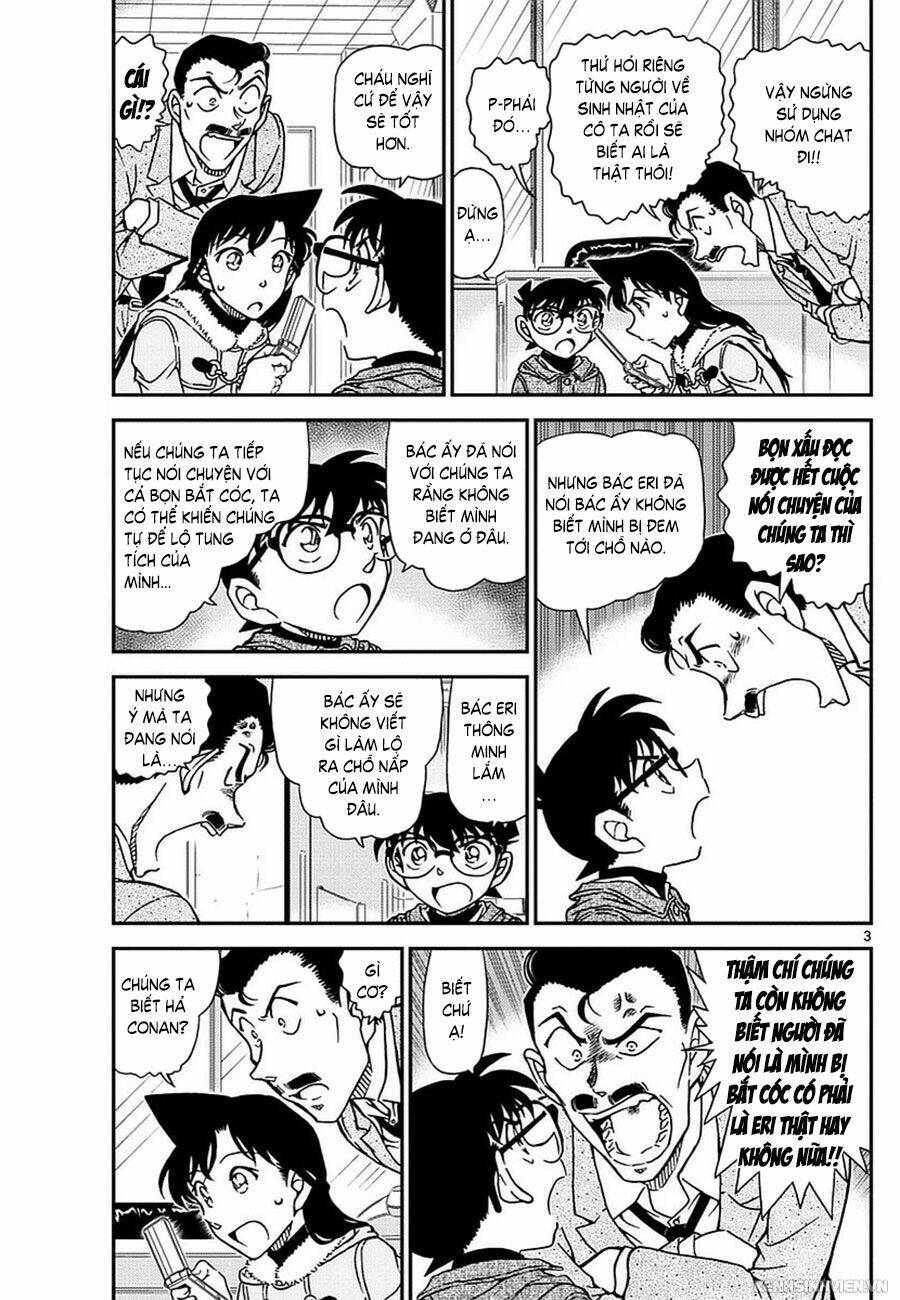 VẬY NGỪNG
SỬ DỤNG
NHÓM CHAT
ĐI!!
THỬ HỎI RIÊNG
TỪNG NGƯỜI VỀ
SINH NHẬT CỦA
CÔ TA RỒI SẼ
BIẾT AI LÀ
THẬT THÔI!
P-PHẢI
ĐÓ...
ĐỪNG
Ạ...
CHÁU NGHĨ
CỨ ĐỂ VẬY
SẼ TỐT
HƠN.
CÁI
GÌ!?
BỌN XẤU ĐỌC
ĐƯỢC HẾT CUỘC
NÓI CHUYỆN CỦA
CHÚNG TA THÌ
SAO?
NHƯNG BÁC ERI ĐÃ
NÓI BÁC ẤY KHÔNG
BIẾT MÌNH BỊ ĐEM
TỚI CHỖ NÀO.
BÁC ẤY ĐÃ NÓI
VỚI CHÚNG TA
RẰNG KHÔNG
BIẾT MÌNH
ĐANG Ở ĐÂU.
NẾU CHÚNG TA TIẾP
TỤC NÓI CHUYỆN VỚI
CẢ BỌN BẮT CÓC, TA
CÓ THỂ KHIẾN CHÚNG
TỰ ĐỂ LỘ TUNG
TÍCH CỦA
MÌNH...
BÁC ERI
THÔNG
MINH
LẮM
...
BÁC ẤY SẼ
KHÔNG VIẾT
GÌ LÀM LỘ
RA CHỖ NẤP
CỦA MÌNH
ĐÂU.
NHƯNG
Ý MÀ TA
ĐANG NÓI
LÀ...
3
THẬM CHÍ CHÚNG
TA CÒN KHÔNG
BIẾT NGƯỜI ĐÃ
NÓI LÀ MÌNH BỊ
BẮT CÓC CÓ PHẢI
LÀ ERI THẬT HAY
KHÔNG NỮA!!
BIẾT
CHỨ
Ạ!
GÌ
CƠ?
CHÚNG TA
BIẾT HẢ
CONAN?
KENHSINHVIEN.VN